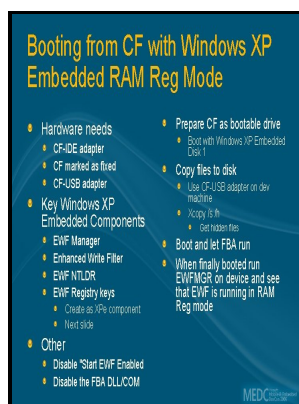 Booting from CF with Windows XP
Embedded RAM Reg Mode
Hardware needs
CF-IDE adapter
CF marked as fixed
CF-USB adapter
Key Windows XP
Embedded Components
EWF Manager
Enhanced Write Filter
EWF NTLDR
EWF Registry keys
Create as XPe component
Next slide
Other
Disable "Start EWF Enabled
Disable the FBA DLL/COM
Prepare CF as bootable drive
Boot with Windows XP Embedded
Disk 1
Copy files to disk
Use CF-USB adapter on dev
machine
Xcopy /s /h
Get hidden files
Boot and let FBA run
When finally booted run
EWFMGR on device and see
that EWF is running in RAM
Reg mode
MEDC